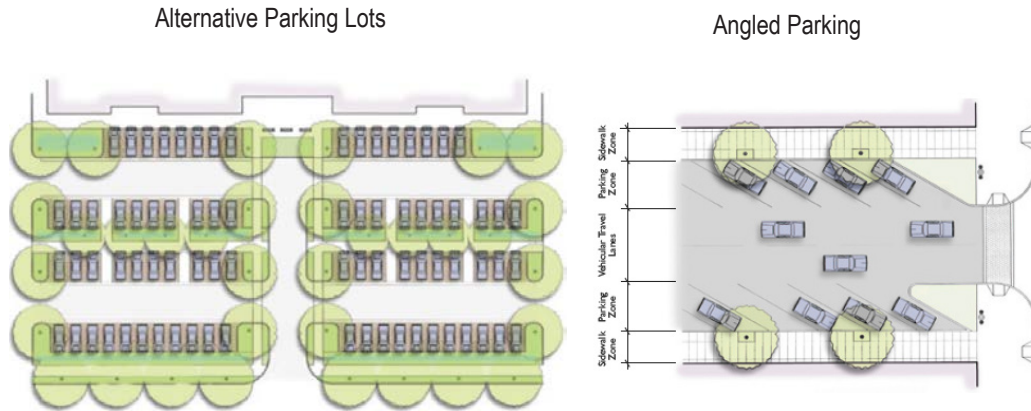 Alternative Parking Lots
Angled Parking
Sidewalk
Zone
Parking
Zone
Vehicular Travel
Lanes
Parking
Zone
Sidewalk
Zone